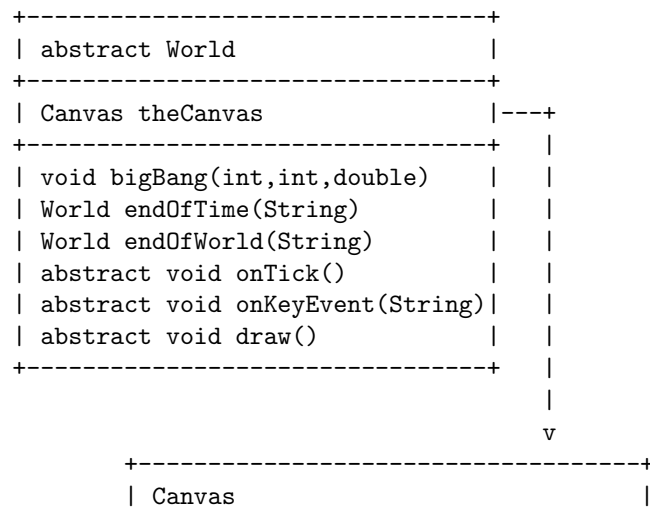 abstract World
Canvas theCanvas
void bigBang(int,int,double)
World endOfTime(String)
World endOfWorld(String)
abstract void onTick()
abstract void onKeyEvent(String)
abstract void draw()
v
Canvas